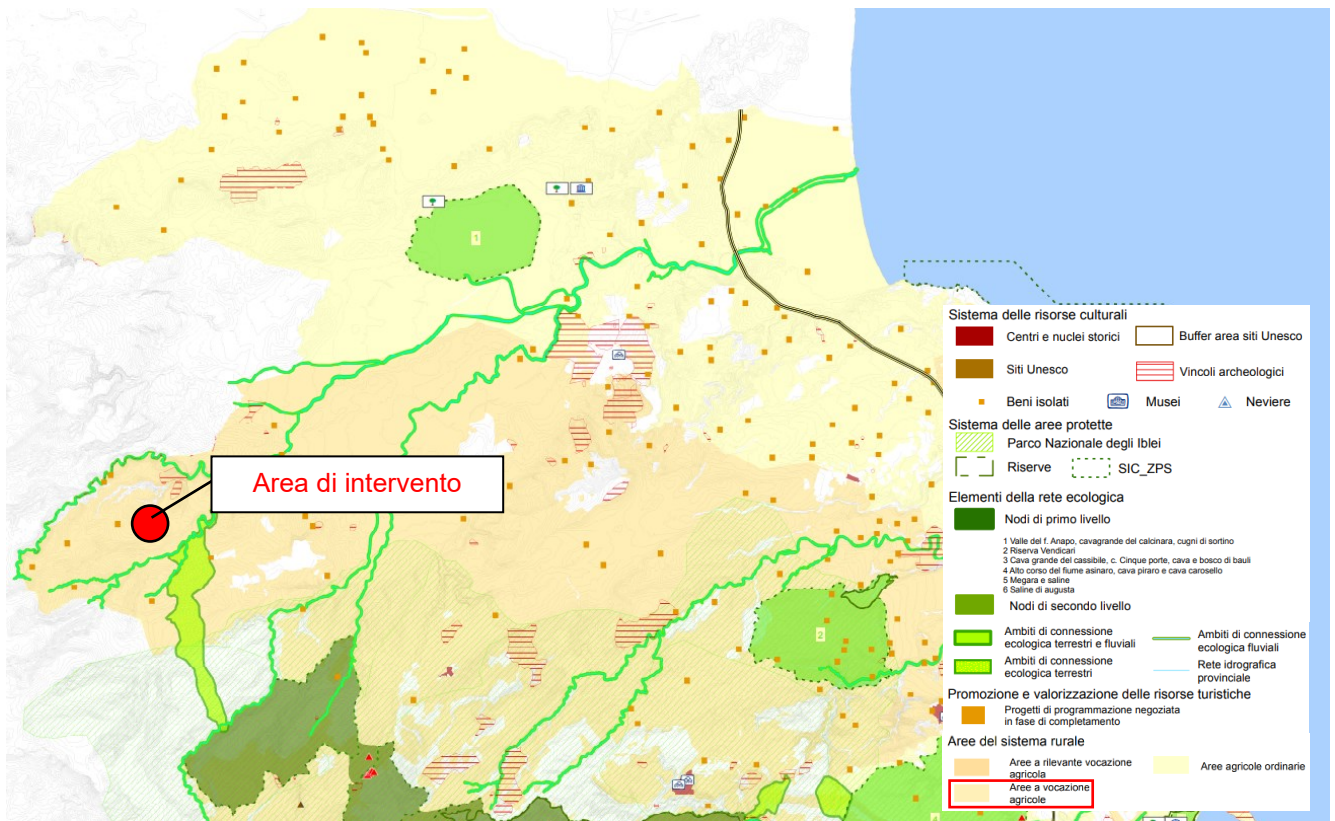 1
Area di intervento
2
4
Sistema delle risorse culturali
Centri e nuclei storici
Buffer area siti Unesco
Siti Unesco
Vincoli archeologici
Beni isolati
Musei
Neviere
Sistema delle aree protette
Parco Nazionale degli Iblei
Riserve
SIC_ZPS
Elementi della rete ecologica
Nodi di primo livello
1 Valle del f. Anapo, cavagrande del calcinara, cugni di sortino
2 Riserva Vendicari
3 Cava grande del cassibile, c. Cinque porte, cava e bosco di bauli
4 Alto corso del fiume asinaro, cava piraro e cava carosello
5 Megara e saline
6 Saline di augusta
Nodi di secondo livello
Ambiti di connessione
ecologica terrestri e fluviali
Ambiti di connessione
ecologica fluviali
Ambiti di connessione
ecologica terrestri
Rete idrografica
provinciale
Promozione e valorizzazione delle risorse turistiche
Progetti di programmazione negoziata
in fase di completamento
Aree del sistema rurale
Aree a rilevante vocazione
agricola
Aree agricole ordinarie
Aree a vocazione
agricole